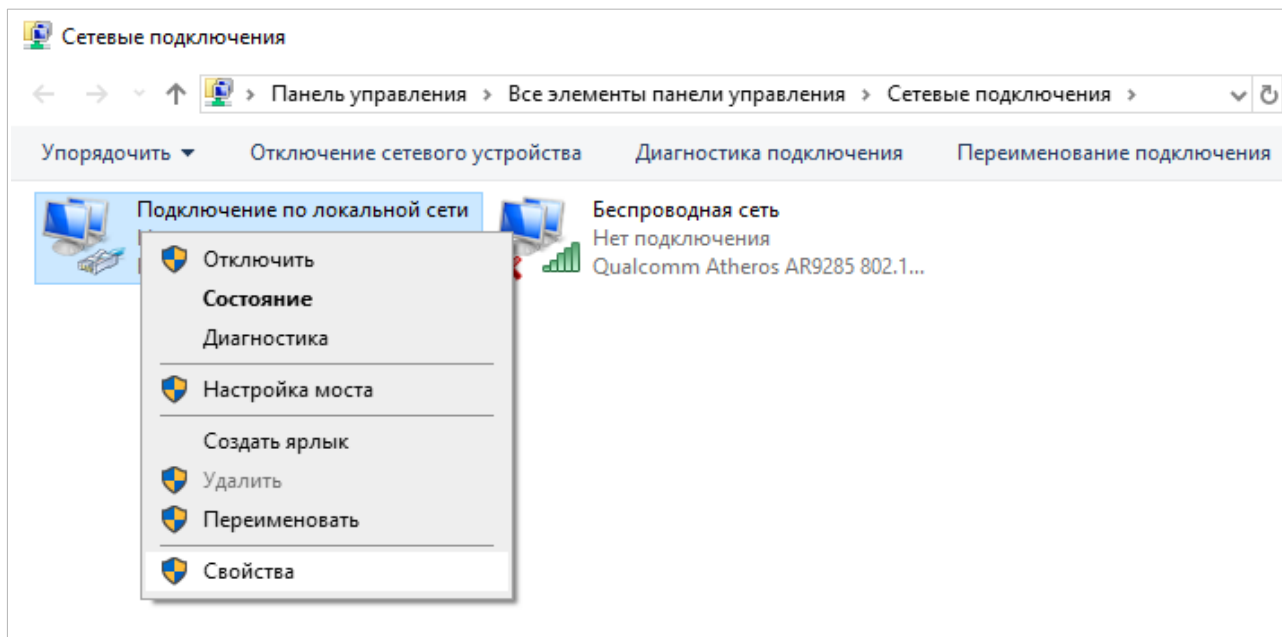 Сетевые подключения
Панель управления > Все элементы панели управления > Сетевые подключения >
Упорядочить Отключение сетевого устройства Диагностика подключения Переименование подключения
Подключение по локальной сети
Беспроводная сеть
Нет подключения
Qualcomm Atheros AR9285 802.1...
Отключить
Состояние
Диагностика
Настройка моста
Создать ярлык
Удалить
Переименовать
Свойства